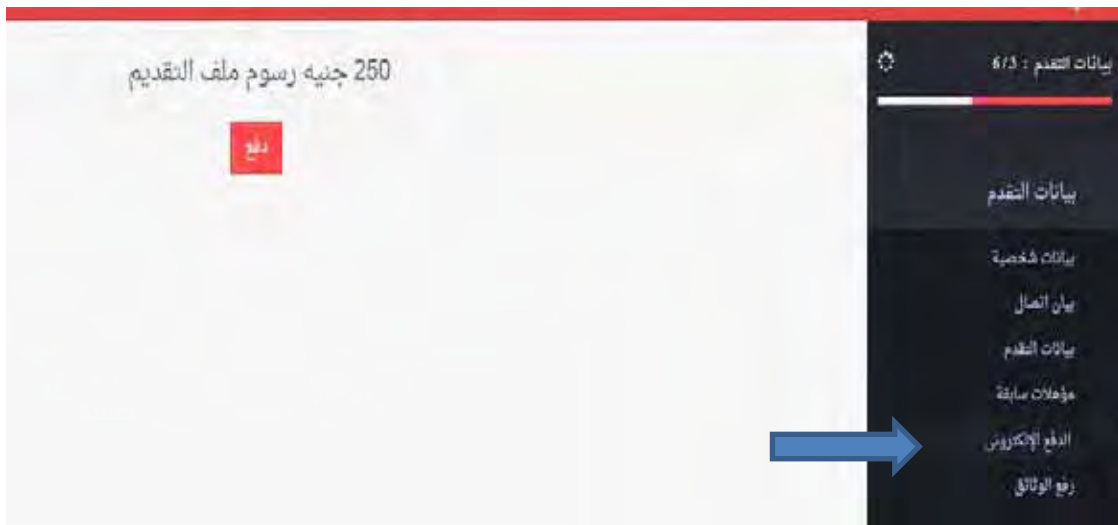 بيانات التقدم : 6/3
بيانات التقدم
بيانات شخصية
بيان اتصال
بيانات التقدم
مؤهلات سابقة
الدفع الإلكتروني
رفع الوثائق
250 جنيه رسوم ملف التقديم
دفع